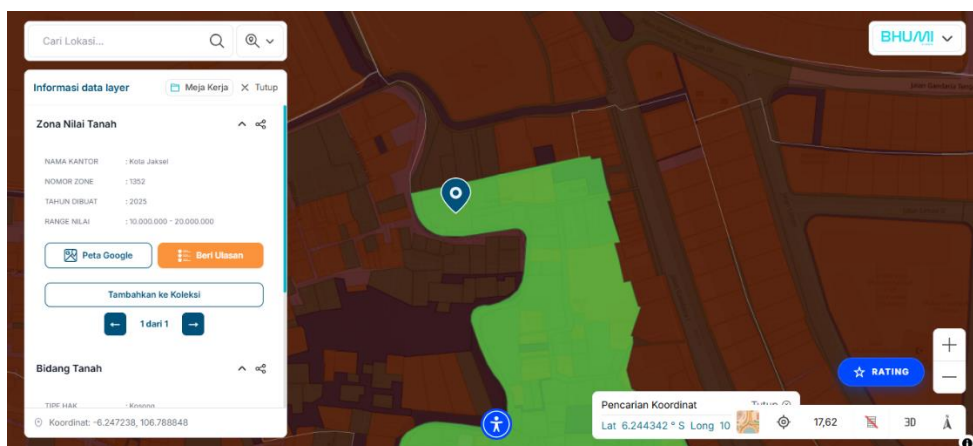 Cari Lokasi...
BHUMI
Informasi data layer
Meja Kerja
Tutup
Zona Nilai Tanah
NAMA KANTOR : Kota Jaksel
NOMOR ZONE : 1352
TAHUN DIBUAT : 2025
RANGE NILAI : 10.000.000 - 20.000.000
Peta Google
Beri Ulasan
Tambahkan ke Koleksi
1 dari 1
Bidang Tanah
TIPE HAK : Kosong
Koordinat: -6.247238, 106.788848
RATING
Pencarian Koordinat
Tutup
Lat 6.244342 ° S Long 10
17,62
3D